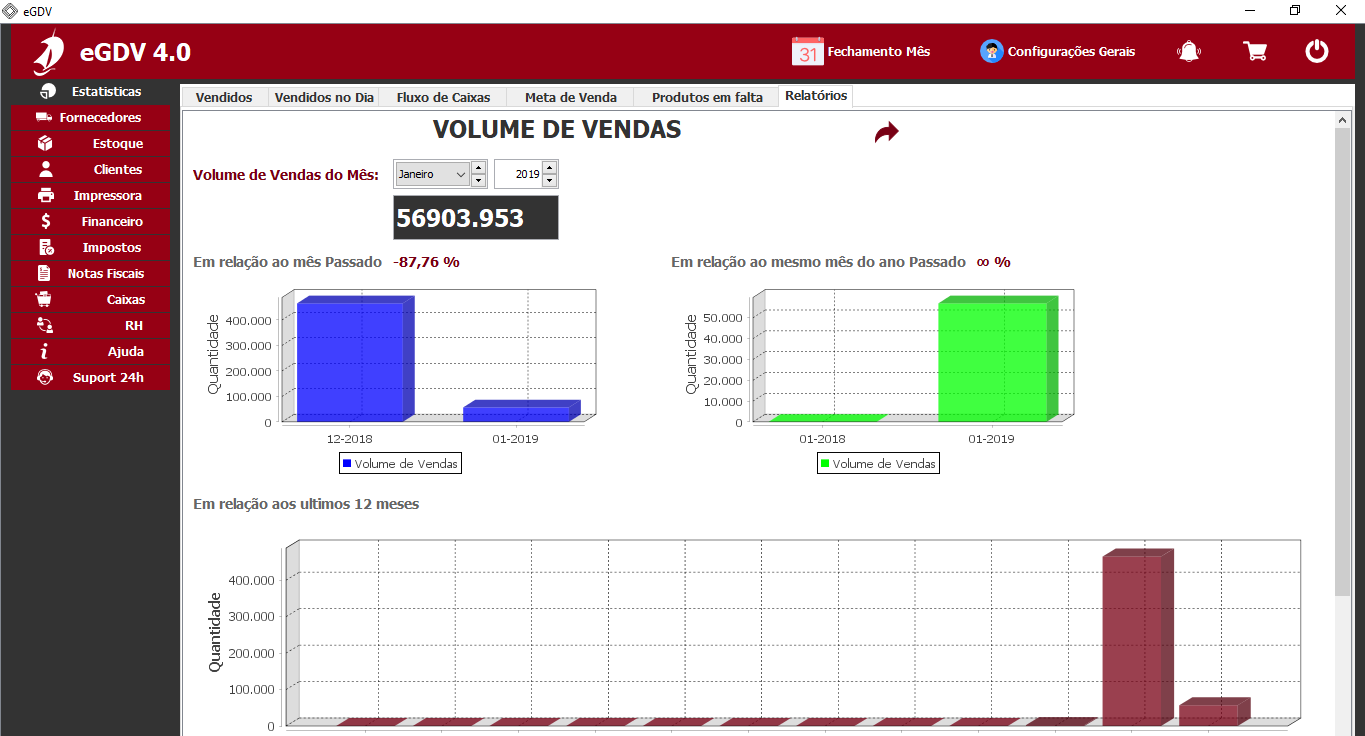 eGDV
eGDV 4.0
Fechamento Mês
Configurações Gerais
31
Estatisticas
Fornecedores
Estoque
Clientes
Impressora
Financeiro
Impostos
Notas Fiscais
Caixas
RH
Ajuda
Suport 24h
Vendidos
Vendidos no Dia
Fluxo de Caixas
Meta de Venda
Produtos em falta
Relatórios
VOLUME DE VENDAS
Volume de Vendas do Mês:
Janeiro
2019
56903.953
Em relação ao mês Passado -87,76 %
Quantidade
400.000
300.000
200.000
100.000
0
12-2018
01-2019
Volume de Vendas
Em relação ao mesmo mês do ano Passado ∞ %
Quantidade
50.000
40.000
30.000
20.000
10.000
0
01-2018
01-2019
Volume de Vendas
Em relação aos ultimos 12 meses
Quantidade
400.000
300.000
200.000
100.000
0